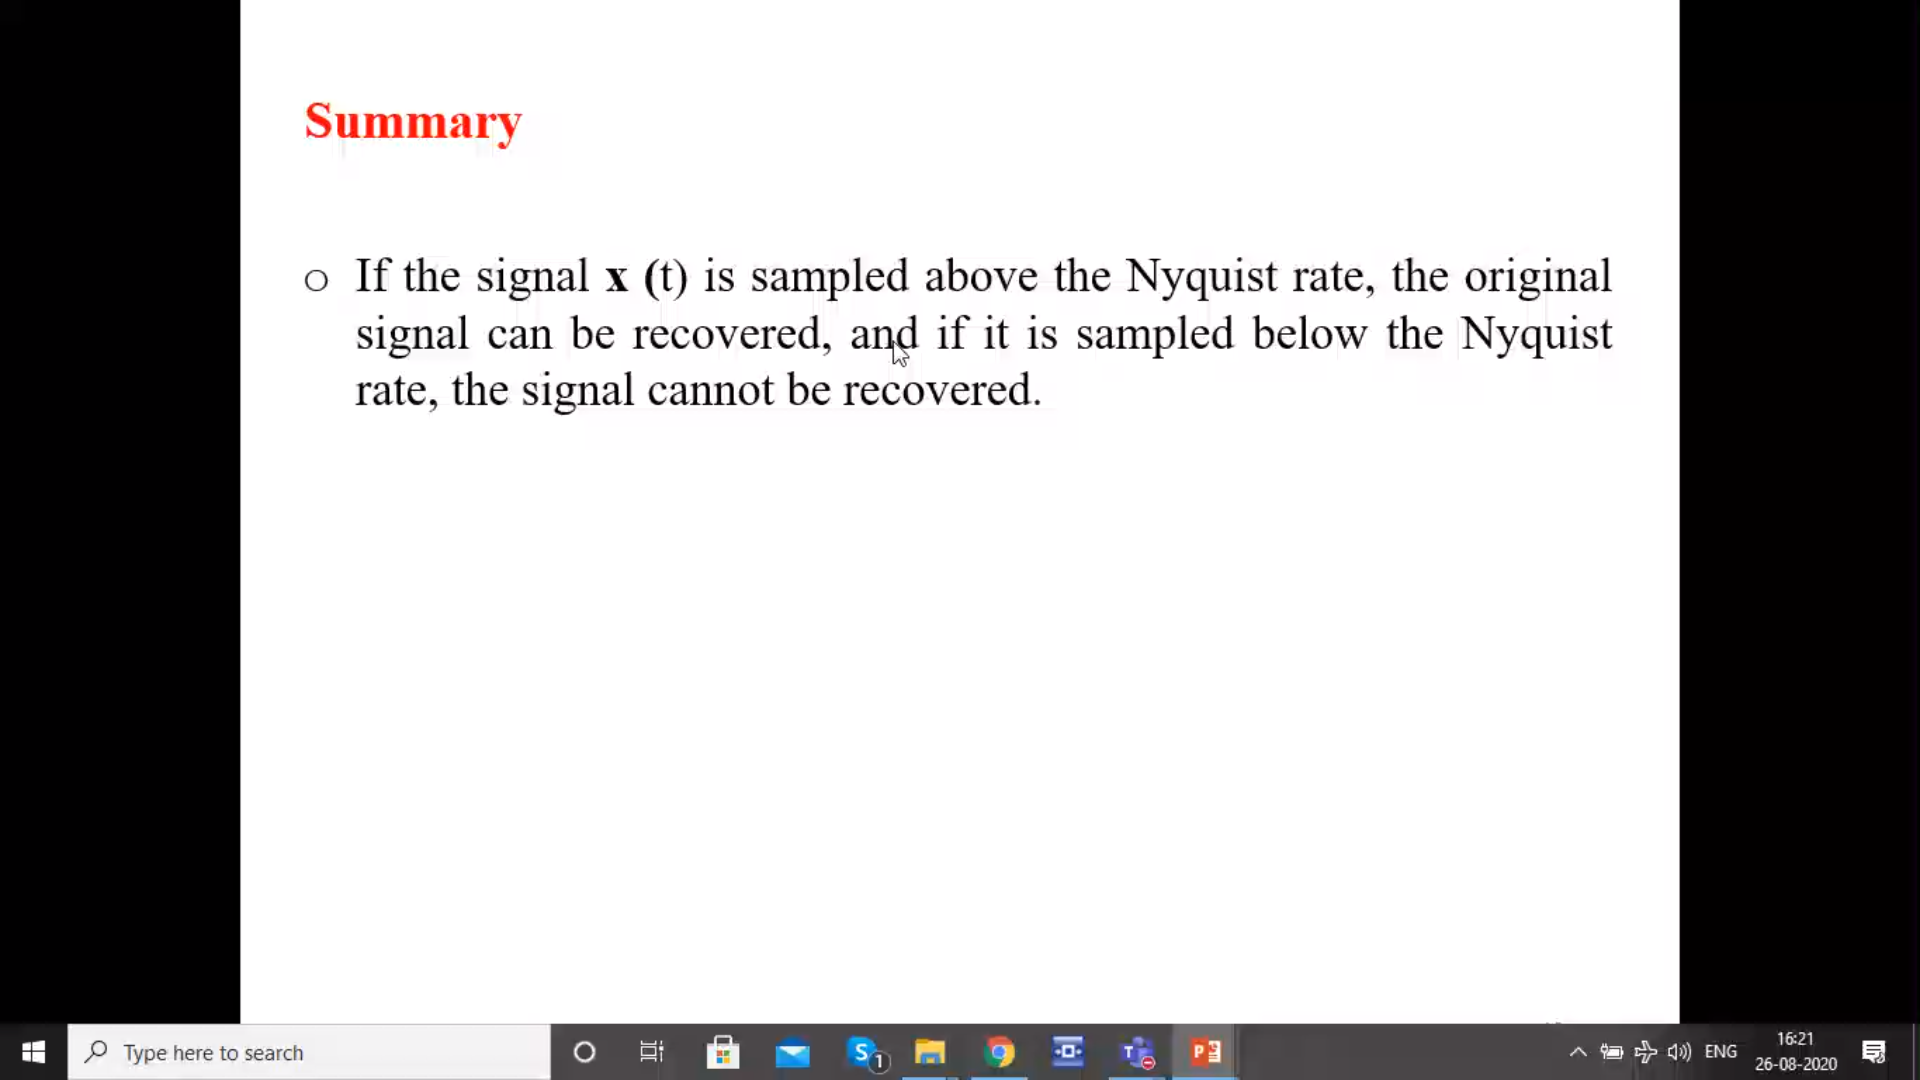 Summary
o If the signal x (t) is sampled above the Nyquist rate, the original
signal can be recovered, and if it is sampled below the Nyquist
rate, the signal cannot be recovered.
Type here to search
S
1
T
P
ENG
16:21
26-08-2020